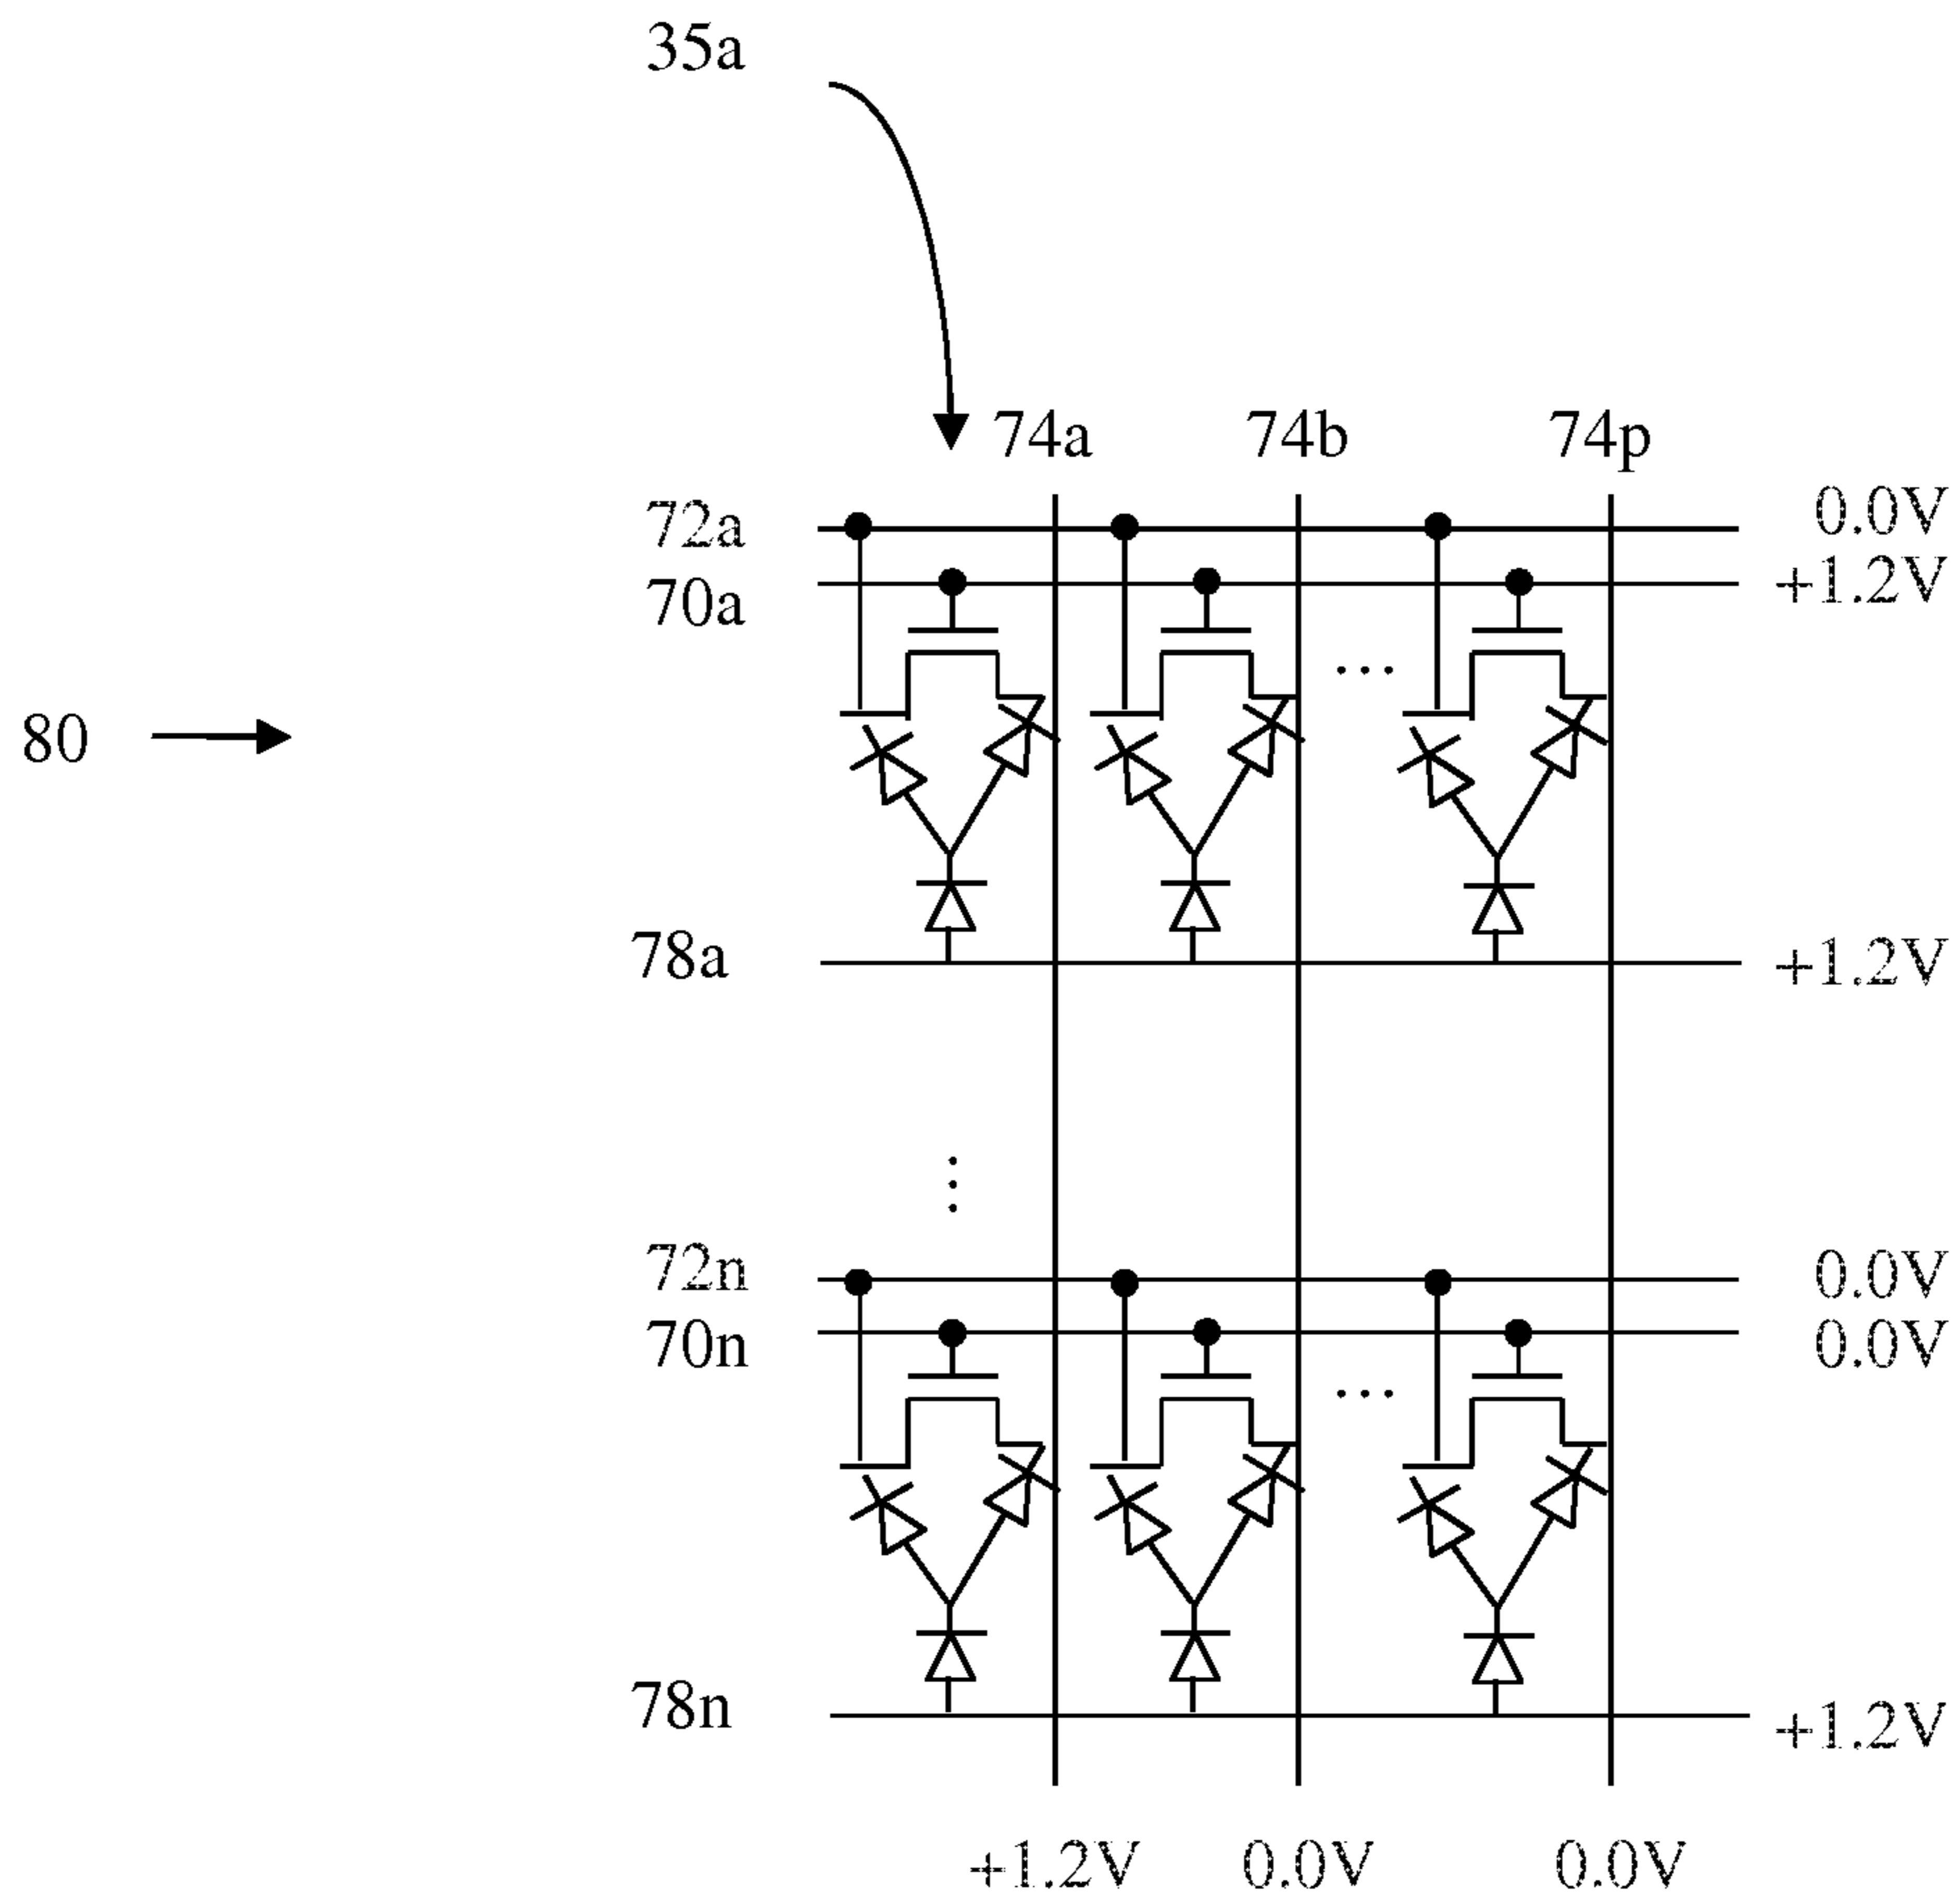 35a
74a 74b 74p
72a 0.0V
70a +1.2V
...
80
78a +1.2V
72n 0.0V
70n 0.0V
...
78n +1.2V
+1.2V 0.0V 0.0V